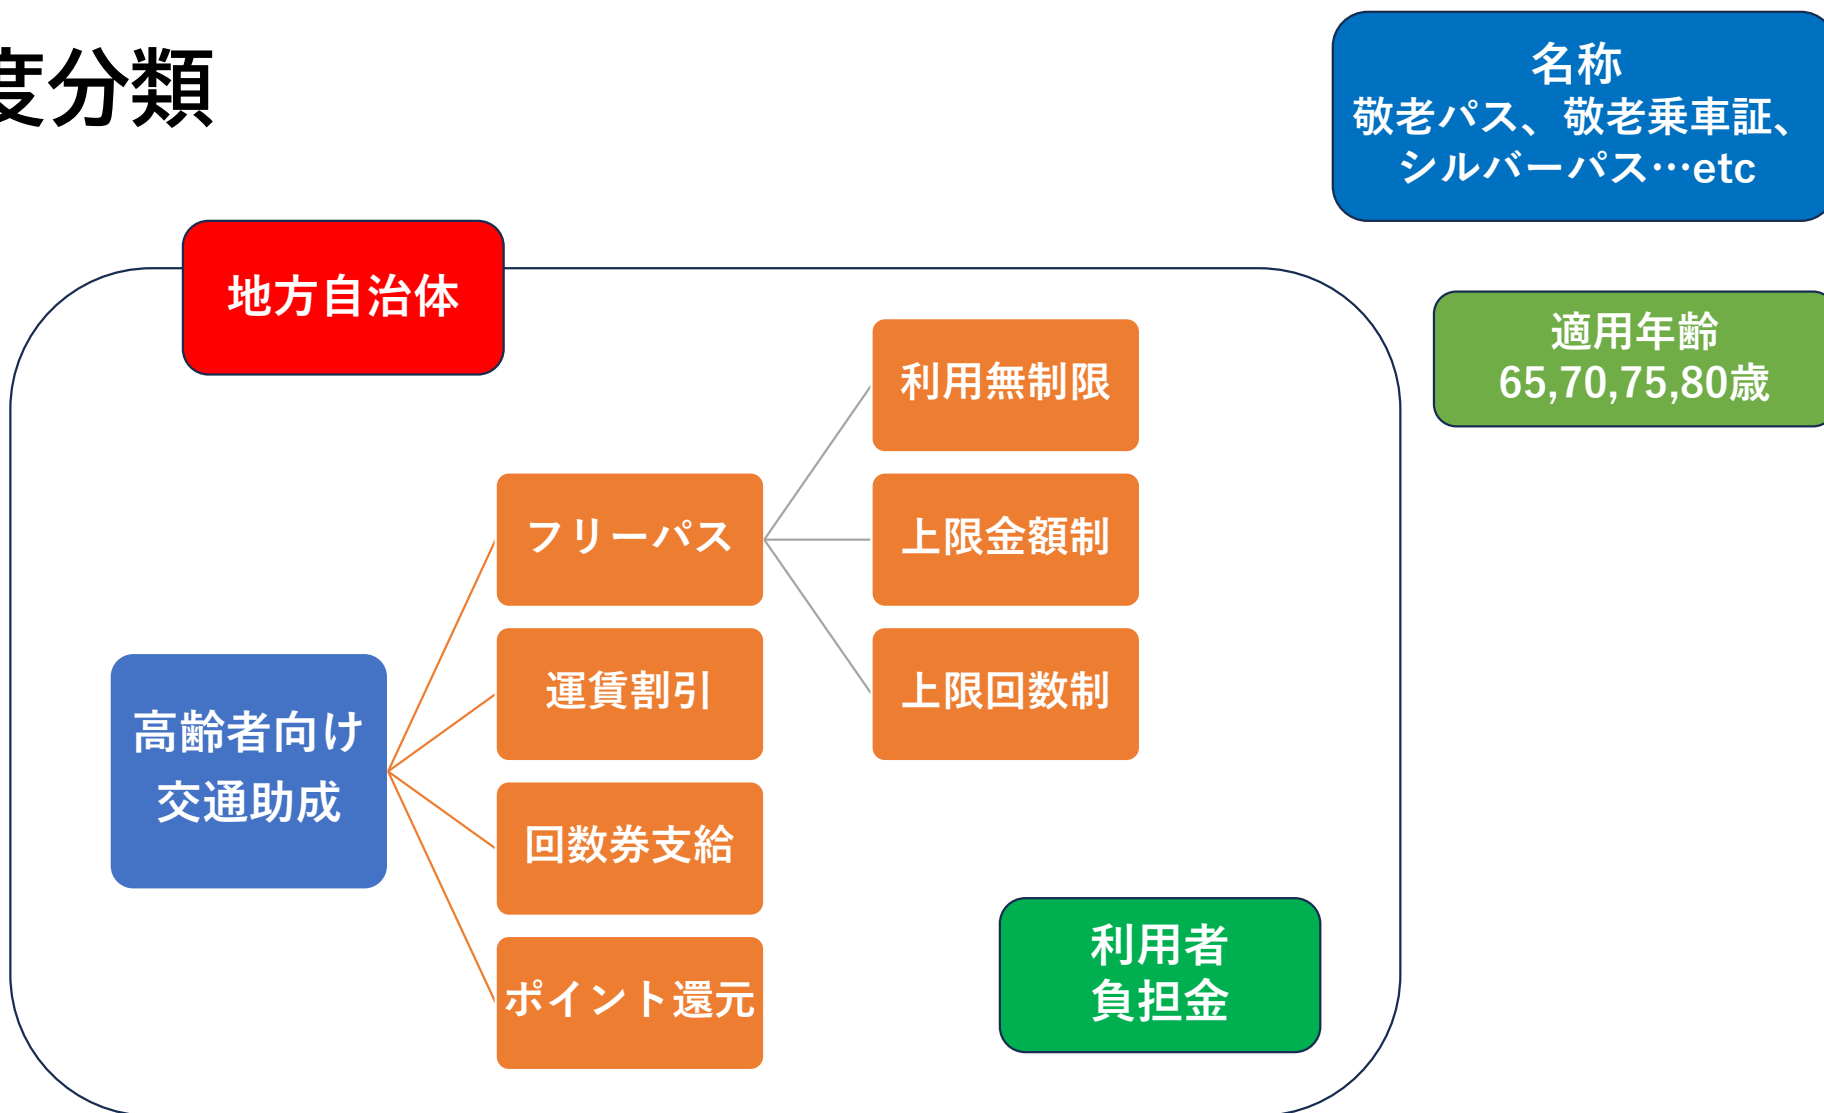 度分類
名称
敬老パス、敬老乗車証、
シルバーパス…etc
地方自治体
適用年齢
65,70,75,80歳
利用無制限
フリーパス
上限金額制
運賃割引
上限回数制
高齢者向け
交通助成
回数券支給
ポイント還元
利用者
負担金